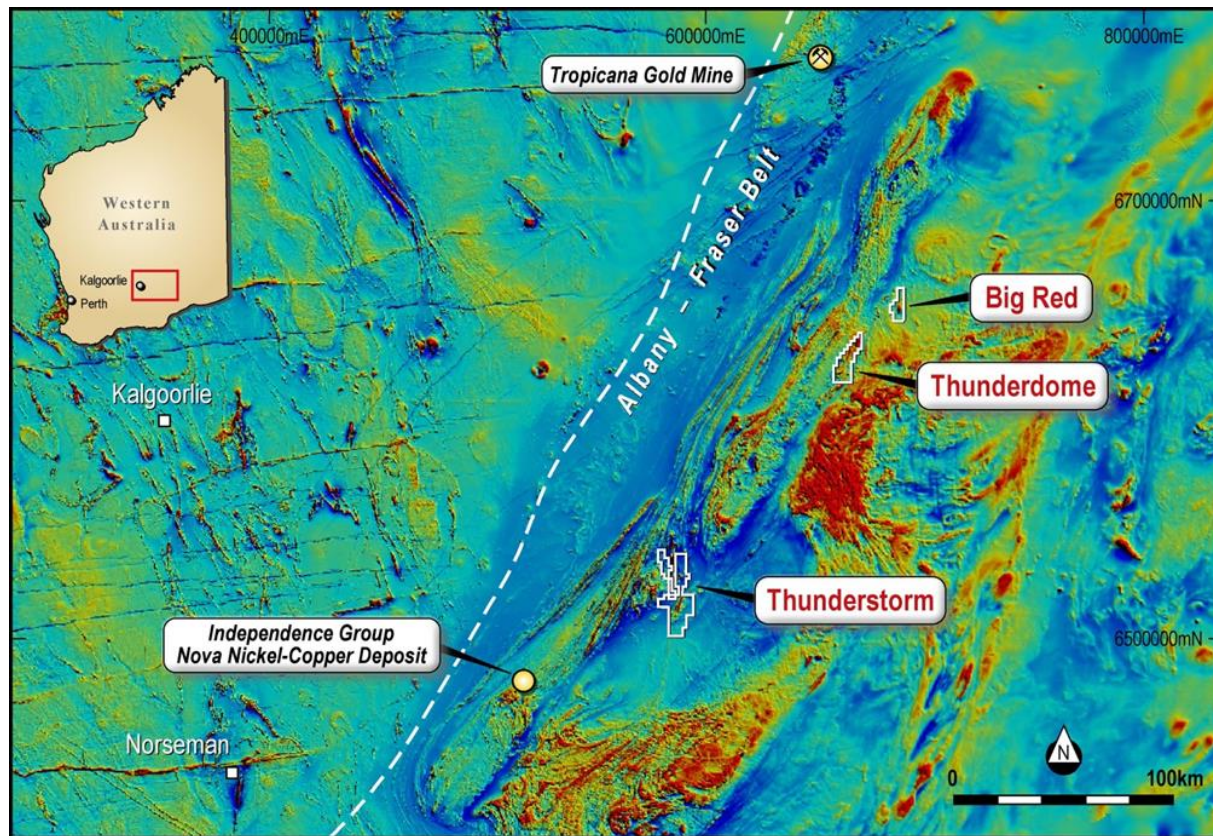 400000mE
600000mE
800000mE
Tropicana Gold Mine
Western
Australia
Kalgoorlie
Perth
6700000mN
Albany - Fraser Belt
Big Red
Thunderdome
Kalgoorlie
Thunderstorm
Independence Group
Nova Nickel-Copper Deposit
6500000mN
Norseman
N
0
100km